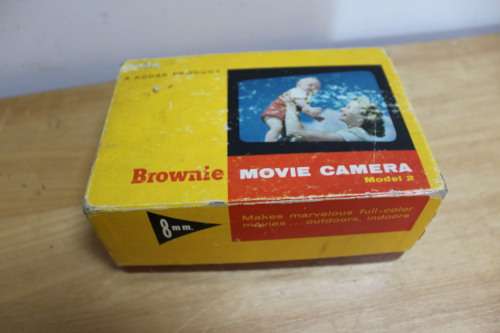 A KODAK PRODUCT
Brownie MOVIE CAMERA
Model 2
8mm.
Makes marvelous full-color
movies... outdoors, indoors